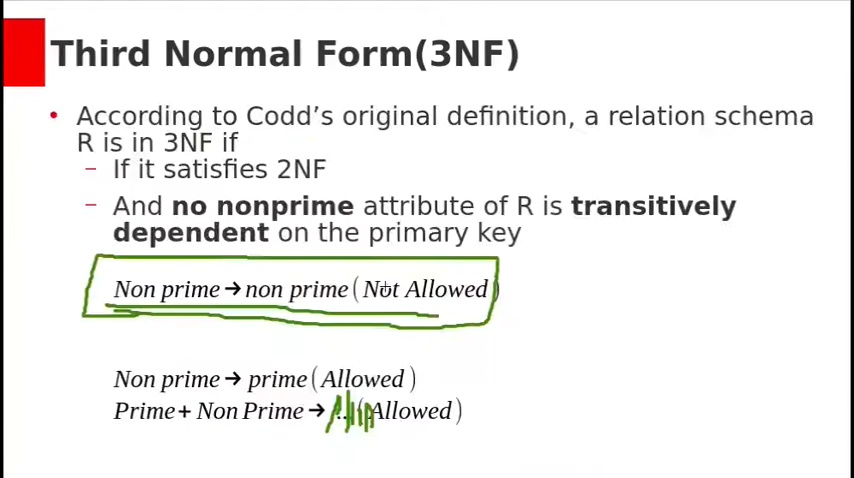 Third Normal Form(3NF)
• According to Codd's original definition, a relation schema
R is in 3NF if
– If it satisfies 2NF
– And no nonprime attribute of R is transitively
dependent on the primary key
Non prime → non prime (Not Allowed)
Non prime → prime (Allowed )
Prime + Non Prime → ... (Allowed )